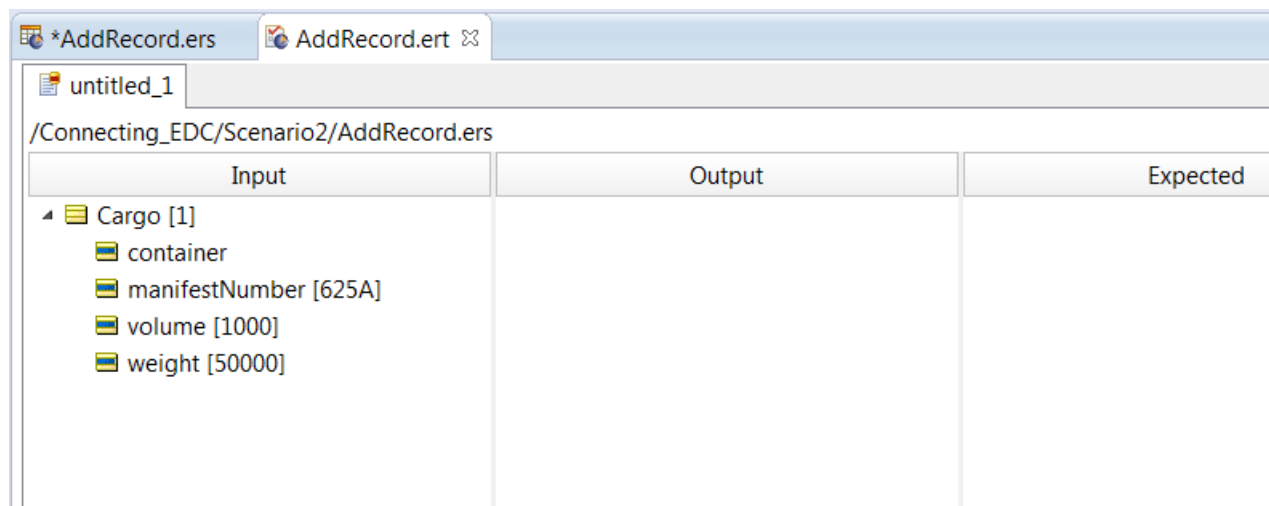 *AddRecord.ers AddRecord.ert
untitled_1
/Connecting_EDC/Scenario2/AddRecord.ers
Input Output Expected
Cargo [1]
container
manifestNumber [625A]
volume [1000]
weight [50000]